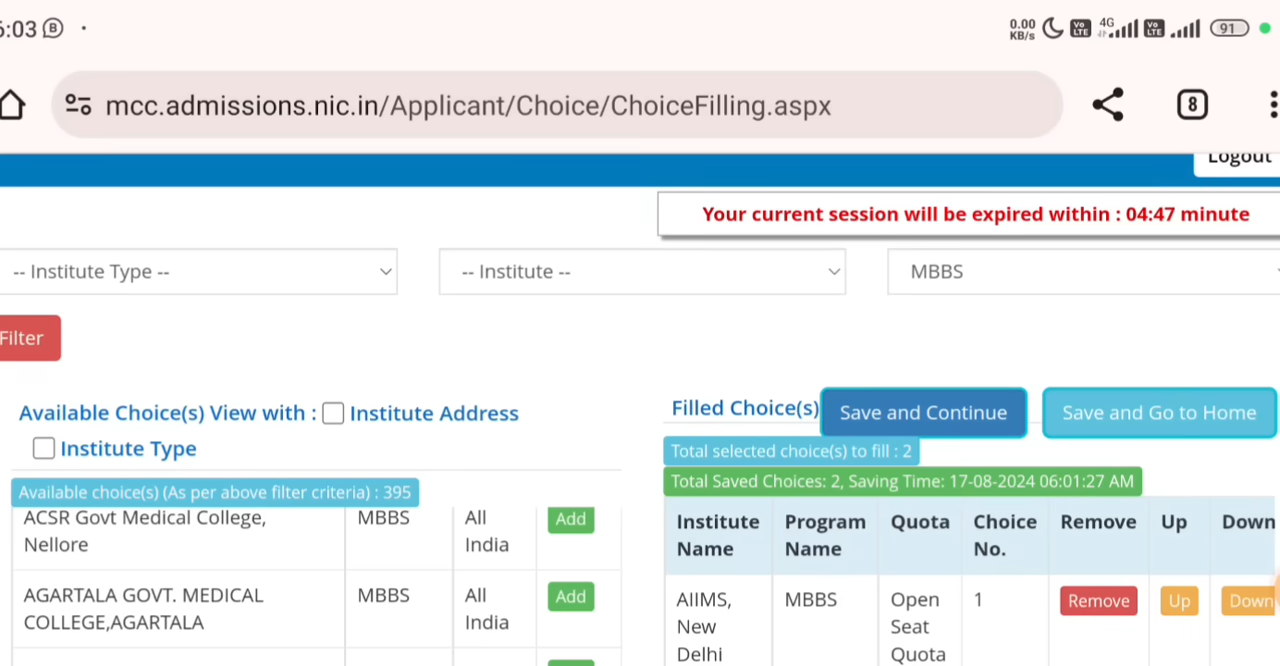 6:03
0.00 KB/s Vo LTE 4G Vo LTE 91
mcc.admissions.nic.in/Applicant/Choice/ChoiceFilling.aspx
8
Logout
Your current session will be expired within : 04:47 minute
-- Institute Type --
-- Institute --
MBBS
Filter
Available Choice(s) View with : Institute Address
Institute Type
Available choice(s) (As per above filter criteria) : 395
ACSR Govt Medical College,
Nellore
MBBS
All
India
Add
AGARTALA GOVT. MEDICAL
COLLEGE,AGARTALA
MBBS
All
India
Add
Filled Choice(s)
Save and Continue
Save and Go to Home
Total selected choice(s) to fill : 2
Total Saved Choices: 2, Saving Time: 17-08-2024 06:01:27 AM
Institute
Name
Program
Name
Quota
Choice
No.
Remove
Up
Down
AIIMS,
New
Delhi
MBBS
Open
Seat
Quota
1
Remove
Up
Down